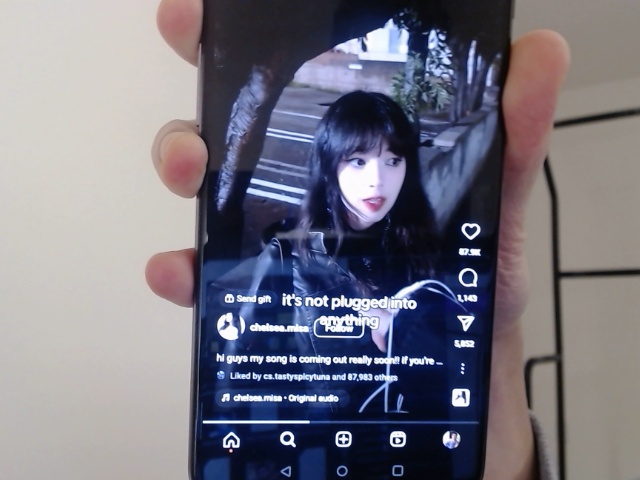 87.9K
1,143
Send gift
it's not plugged into
anything
chelsea.misa
Follow
5,852
hi guys my song is coming out really soon!! if you're ...
Liked by cs.tastyspicytuna and 87,983 others
chelsea.misa • Original audio